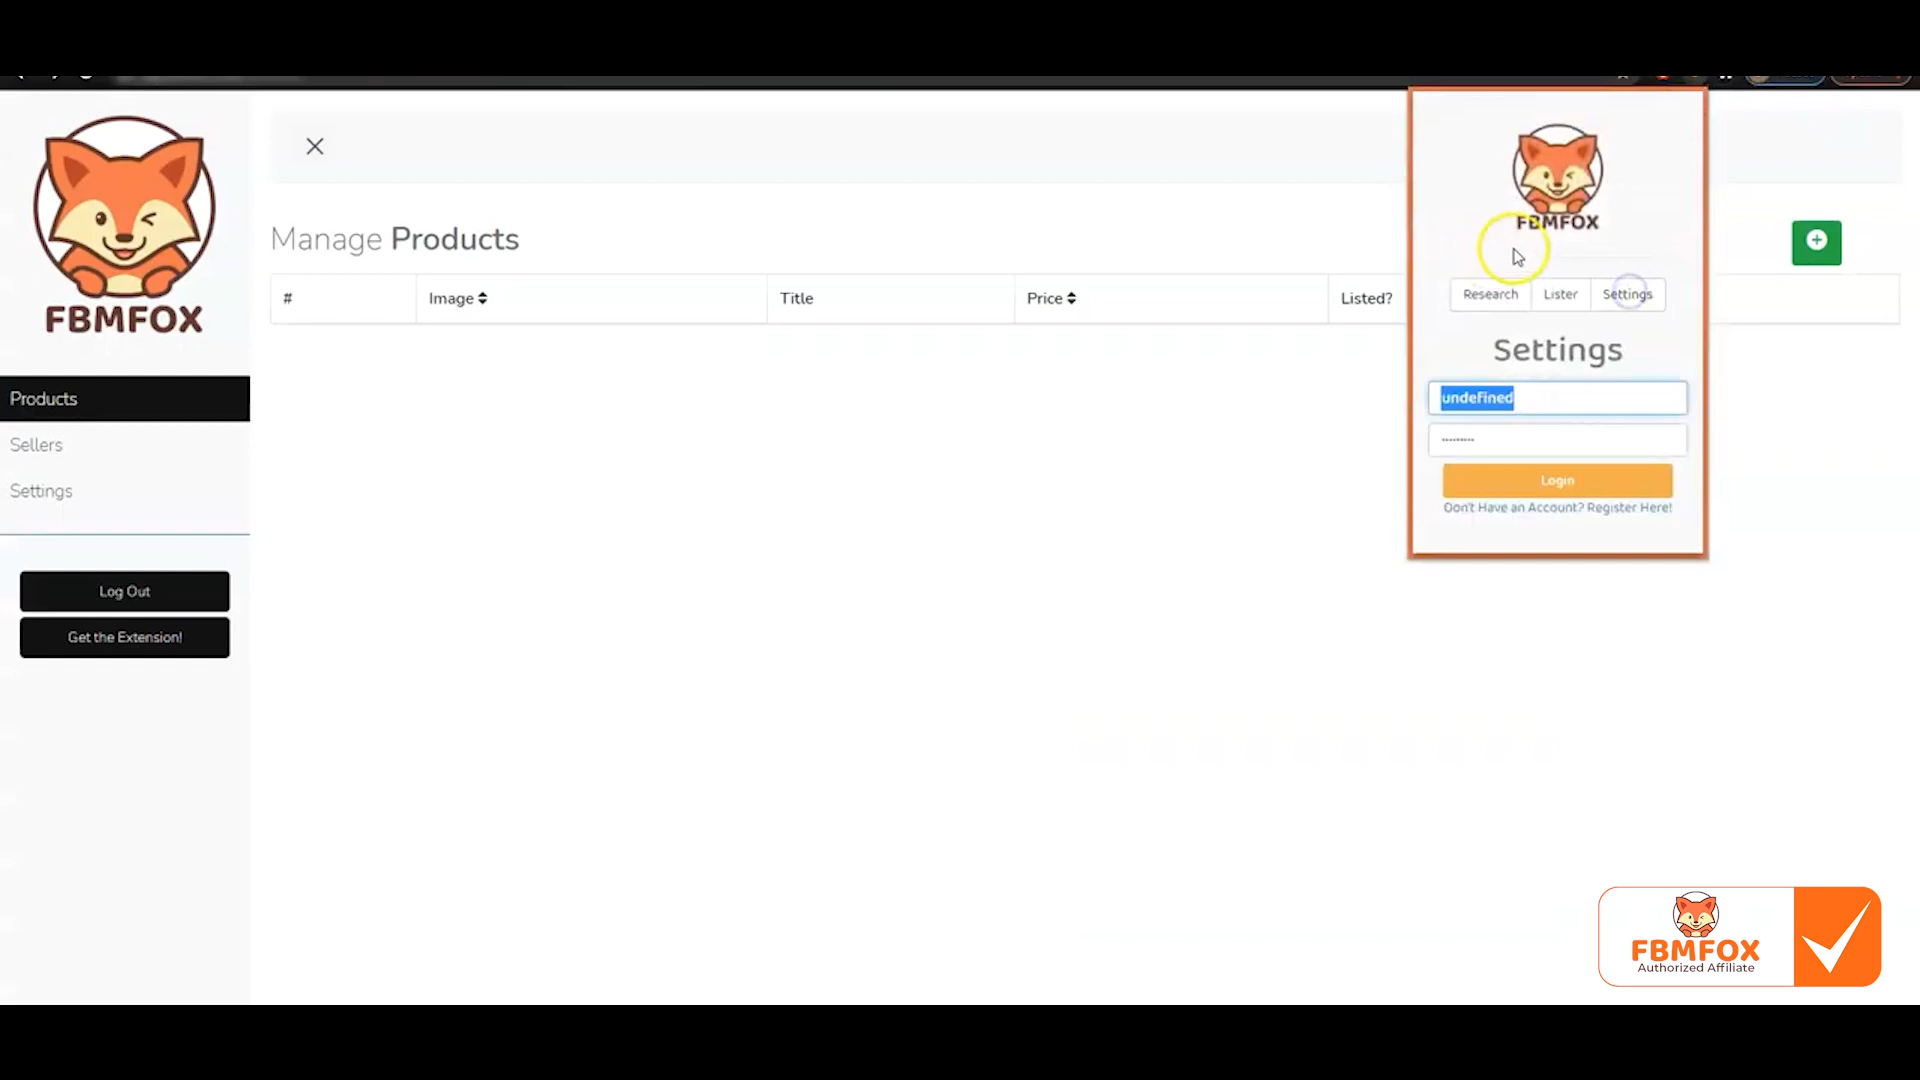 FBMFOX
Products
Sellers
Settings
Log Out
Get the Extension!
Manage Products
#
Image
Title
Price
Listed?
FBMFOX
Research
Lister
Settings
Settings
undefined
Login
Don't Have an Account? Register Here!
FBMFOX
Authorized Affiliate